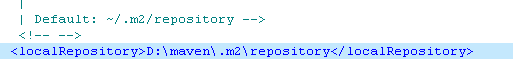 |
| Default: ~/.m2/repository -->
<!-- -->
<localRepository>D:\maven\.m2\repository</localRepository>